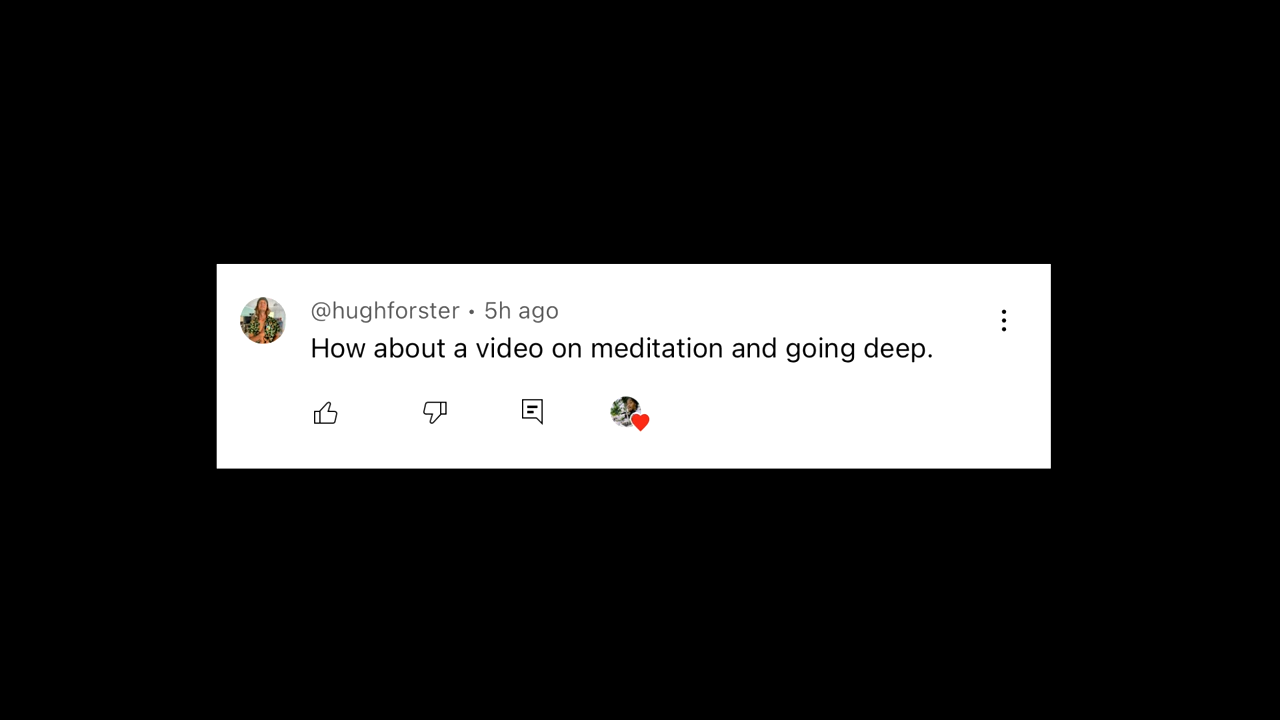 @hughforster • 5h ago
How about a video on meditation and going deep.